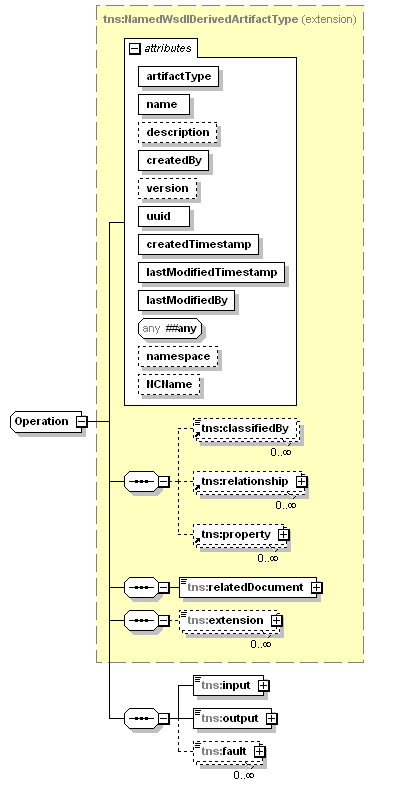 tns:NamedWsdlDerivedArtifactType (extension)
attributes
artifactType
name
description
createdBy
version
uuid
createdTimestamp
lastModifiedTimestamp
lastModifiedBy
any ##any
namespace
NCName
Operation
tns:classifiedBy
0..∞
tns:relationship
0..∞
tns:property
0..∞
tns:relatedDocument
tns:extension
0..∞
tns:input
tns:output
tns:fault
0..∞